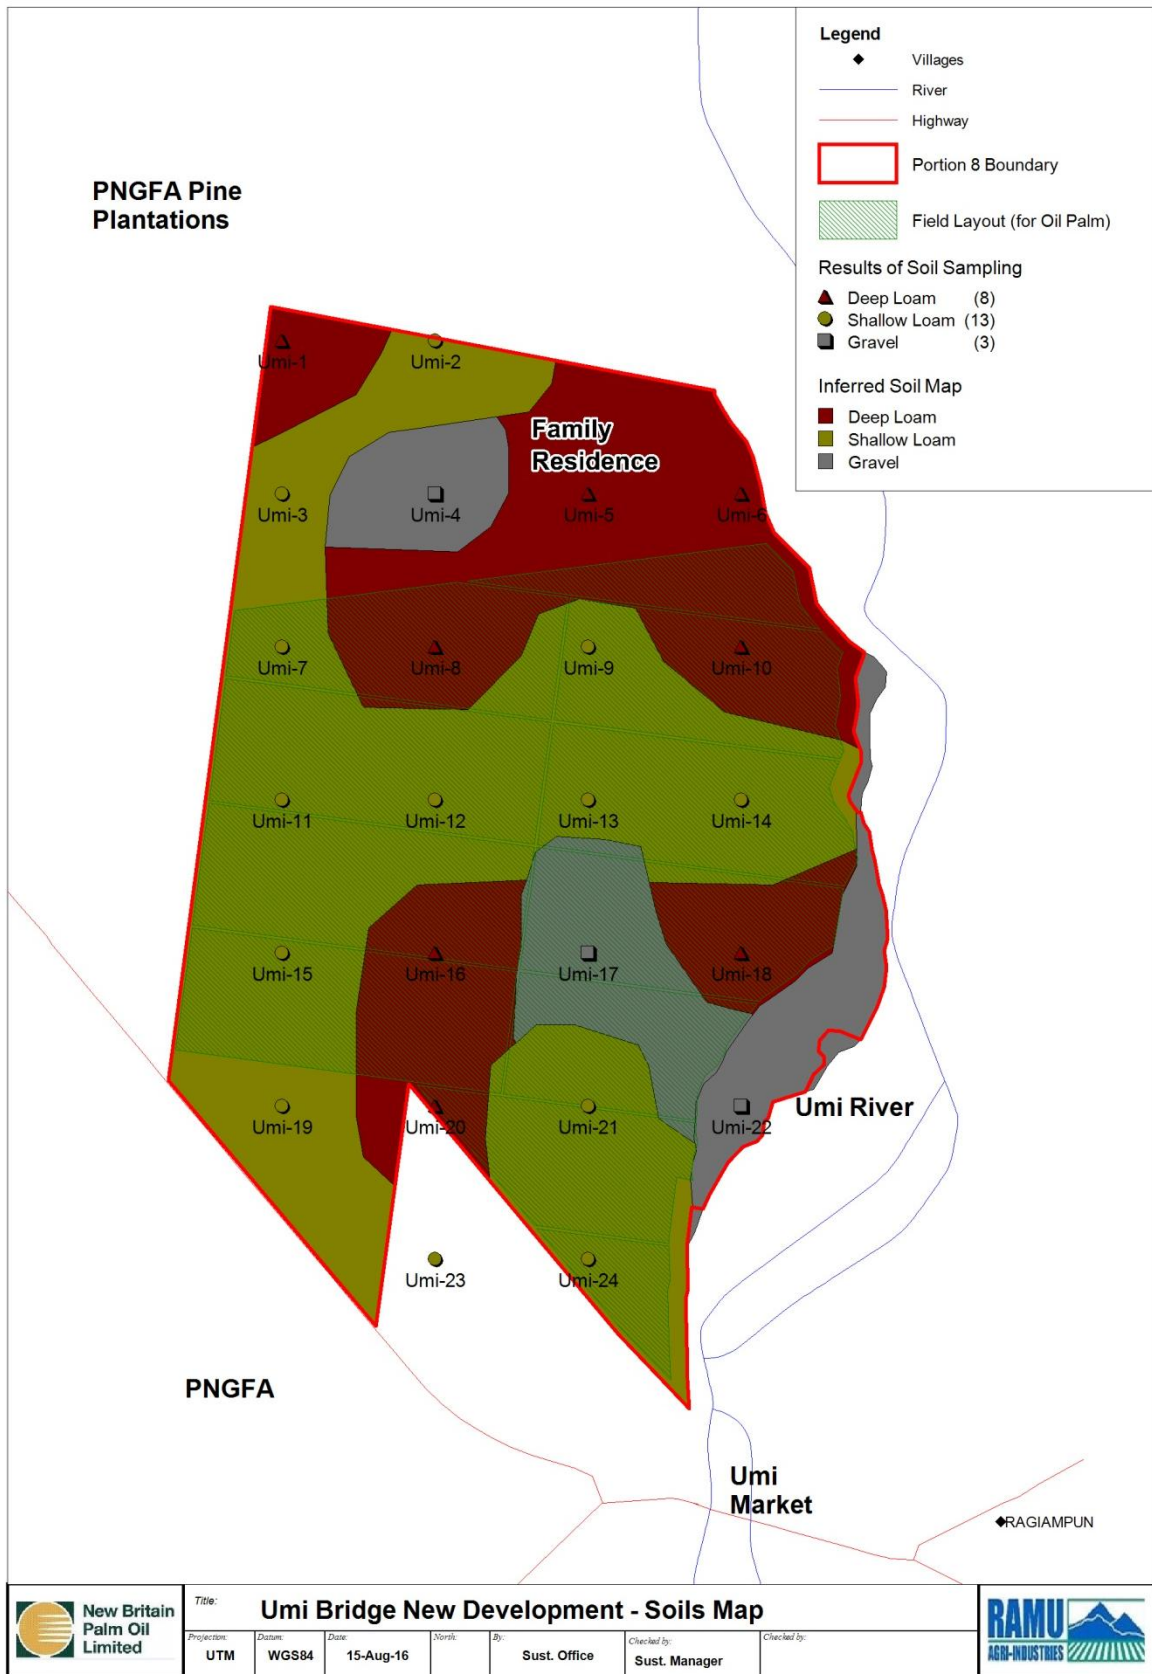 Legend
Villages
River
Highway
Portion 8 Boundary
Field Layout (for Oil Palm)
Results of Soil Sampling
Deep Loam (8)
Shallow Loam (13)
Gravel (3)
Inferred Soil Map
Deep Loam
Shallow Loam
Gravel
PNGFA Pine
Plantations
Umi-1
Umi-2
Family
Residence
Umi-3
Umi-4
Umi-5
Umi-6
Umi-7
Umi-8
Umi-9
Umi-10
Umi-11
Umi-12
Umi-13
Umi-14
Umi-15
Umi-16
Umi-17
Umi-18
Umi-19
Umi-20
Umi-21
Umi-22
Umi River
Umi-23
Umi-24
PNGFA
Umi
Market
RAGIAMPUN
New Britain
Palm Oil
Limited
Title:
Umi Bridge New Development - Soils Map
Projection:
UTM
Datum:
WGS84
Date:
15-Aug-16
North:
By:
Sust. Office
Checked by:
Sust. Manager
Checked by:
RAMU
AGRI-INDUSTRIES